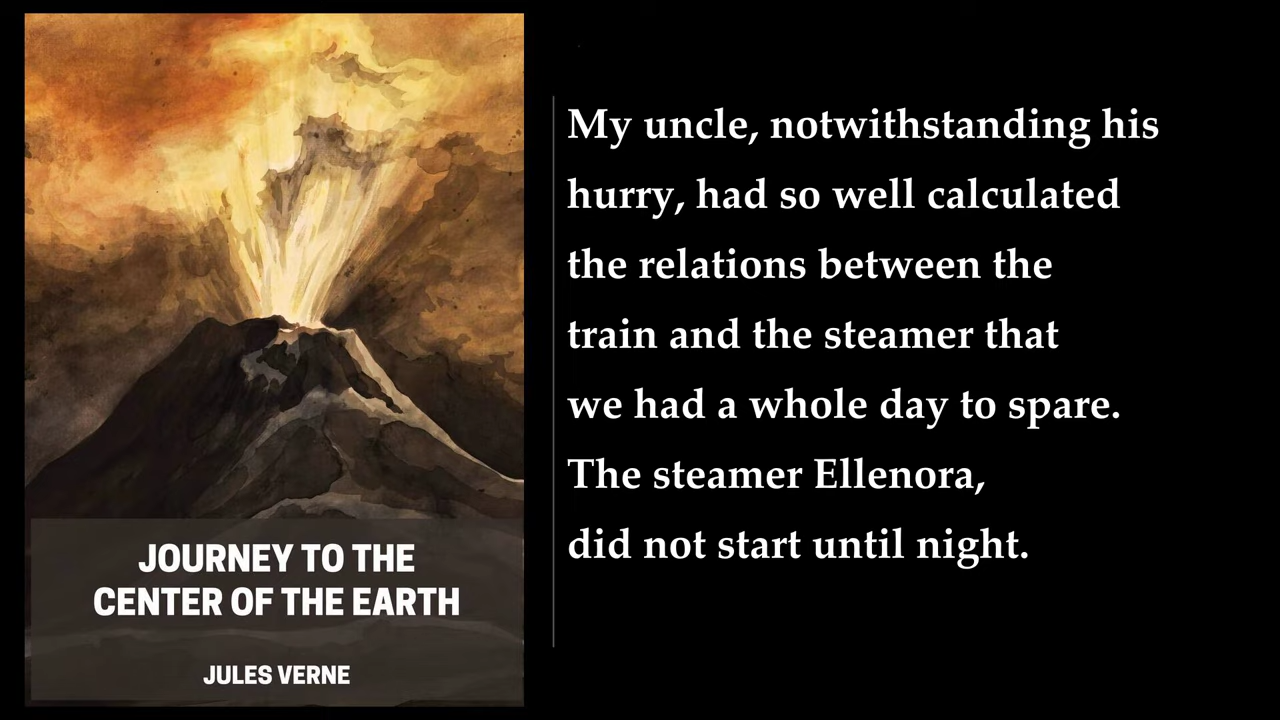 JOURNEY TO THE
CENTER OF THE EARTH
JULES VERNE
My uncle, notwithstanding his
hurry, had so well calculated
the relations between the
train and the steamer that
we had a whole day to spare.
The steamer Ellenora,
did not start until night.